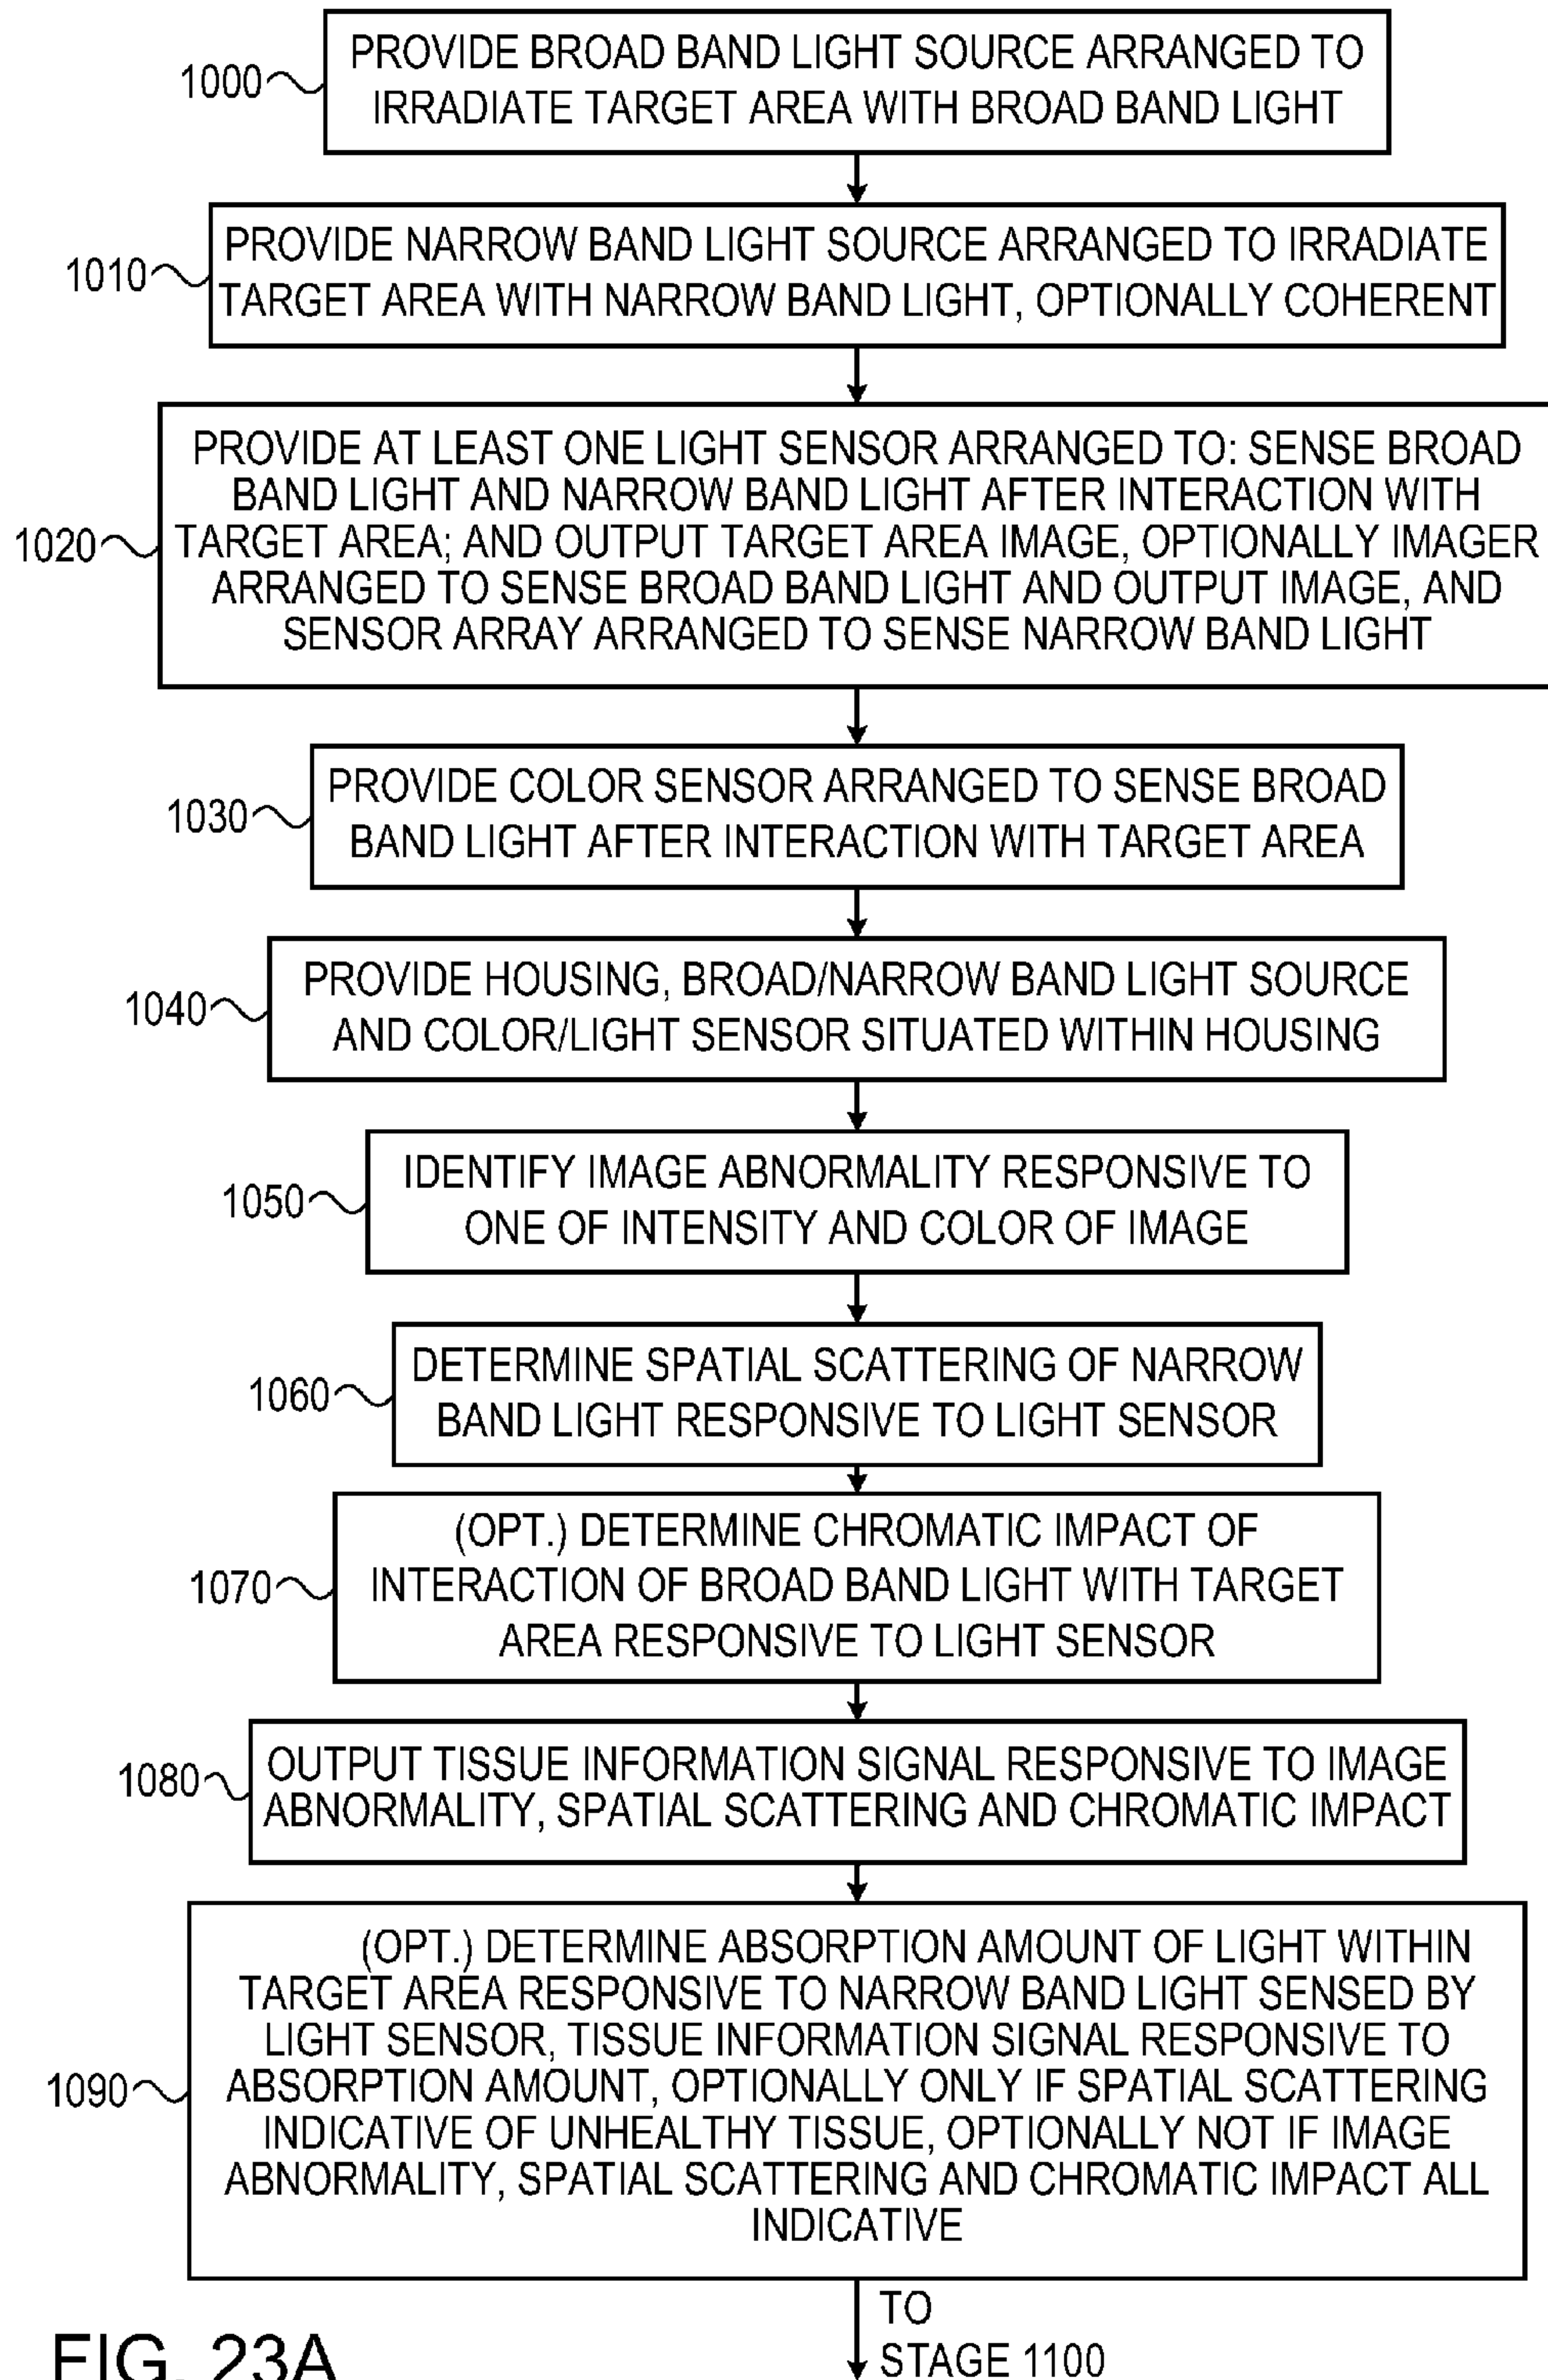 1000
PROVIDE BROAD BAND LIGHT SOURCE ARRANGED TO
IRRADIATE TARGET AREA WITH BROAD BAND LIGHT
1010
PROVIDE NARROW BAND LIGHT SOURCE ARRANGED TO IRRADIATE
TARGET AREA WITH NARROW BAND LIGHT, OPTIONALLY COHERENT
1020
PROVIDE AT LEAST ONE LIGHT SENSOR ARRANGED TO: SENSE BROAD
BAND LIGHT AND NARROW BAND LIGHT AFTER INTERACTION WITH
TARGET AREA; AND OUTPUT TARGET AREA IMAGE, OPTIONALLY IMAGER
ARRANGED TO SENSE BROAD BAND LIGHT AND OUTPUT IMAGE, AND
SENSOR ARRAY ARRANGED TO SENSE NARROW BAND LIGHT
1030
PROVIDE COLOR SENSOR ARRANGED TO SENSE BROAD
BAND LIGHT AFTER INTERACTION WITH TARGET AREA
1040
PROVIDE HOUSING, BROAD/NARROW BAND LIGHT SOURCE
AND COLOR/LIGHT SENSOR SITUATED WITHIN HOUSING
1050
IDENTIFY IMAGE ABNORMALITY RESPONSIVE TO
ONE OF INTENSITY AND COLOR OF IMAGE
1060
DETERMINE SPATIAL SCATTERING OF NARROW
BAND LIGHT RESPONSIVE TO LIGHT SENSOR
1070
(OPT.) DETERMINE CHROMATIC IMPACT OF
INTERACTION OF BROAD BAND LIGHT WITH TARGET
AREA RESPONSIVE TO LIGHT SENSOR
1080
OUTPUT TISSUE INFORMATION SIGNAL RESPONSIVE TO IMAGE
ABNORMALITY, SPATIAL SCATTERING AND CHROMATIC IMPACT
1090
(OPT.) DETERMINE ABSORPTION AMOUNT OF LIGHT WITHIN
TARGET AREA RESPONSIVE TO NARROW BAND LIGHT SENSED BY
LIGHT SENSOR, TISSUE INFORMATION SIGNAL RESPONSIVE TO
ABSORPTION AMOUNT, OPTIONALLY ONLY IF SPATIAL SCATTERING
INDICATIVE OF UNHEALTHY TISSUE, OPTIONALLY NOT IF IMAGE
ABNORMALITY, SPATIAL SCATTERING AND CHROMATIC IMPACT ALL
INDICATIVE
TO
STAGE 1100
FIG. 23A